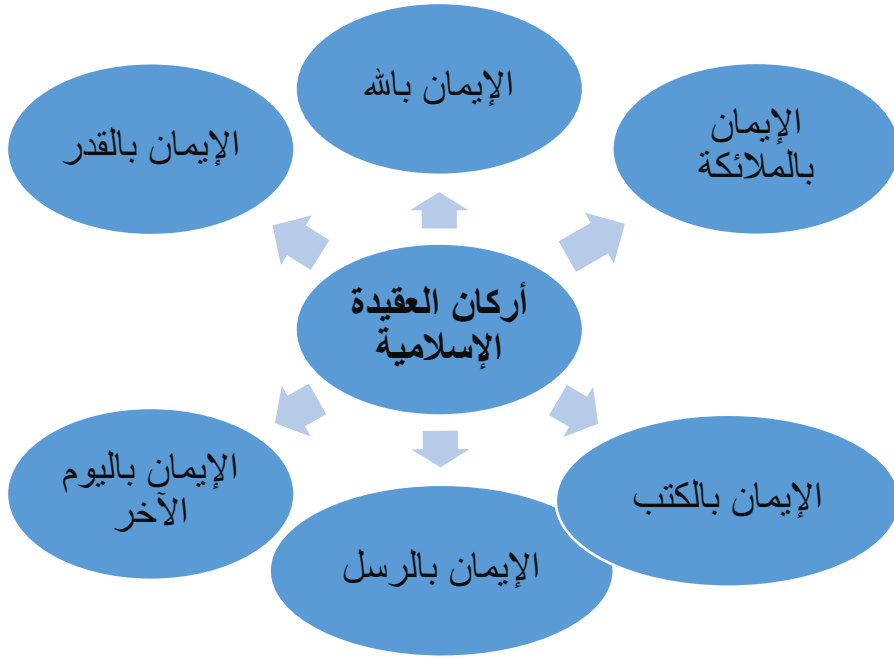 الإيمان بالله
الإيمان
بالملائكة
الإيمان بالقدر
أركان العقيدة
الإسلامية
الإيمان بالكتب
الإيمان باليوم
الآخر
الإيمان بالرسل